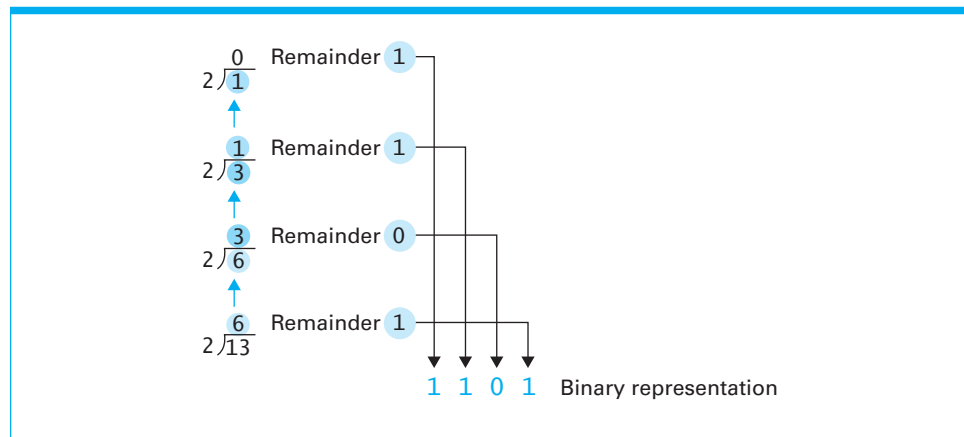 0 Remainder 1
2)1
1 Remainder 1
2)3
3 Remainder 0
2)6
6 Remainder 1
2)13
1 1 0 1 Binary representation